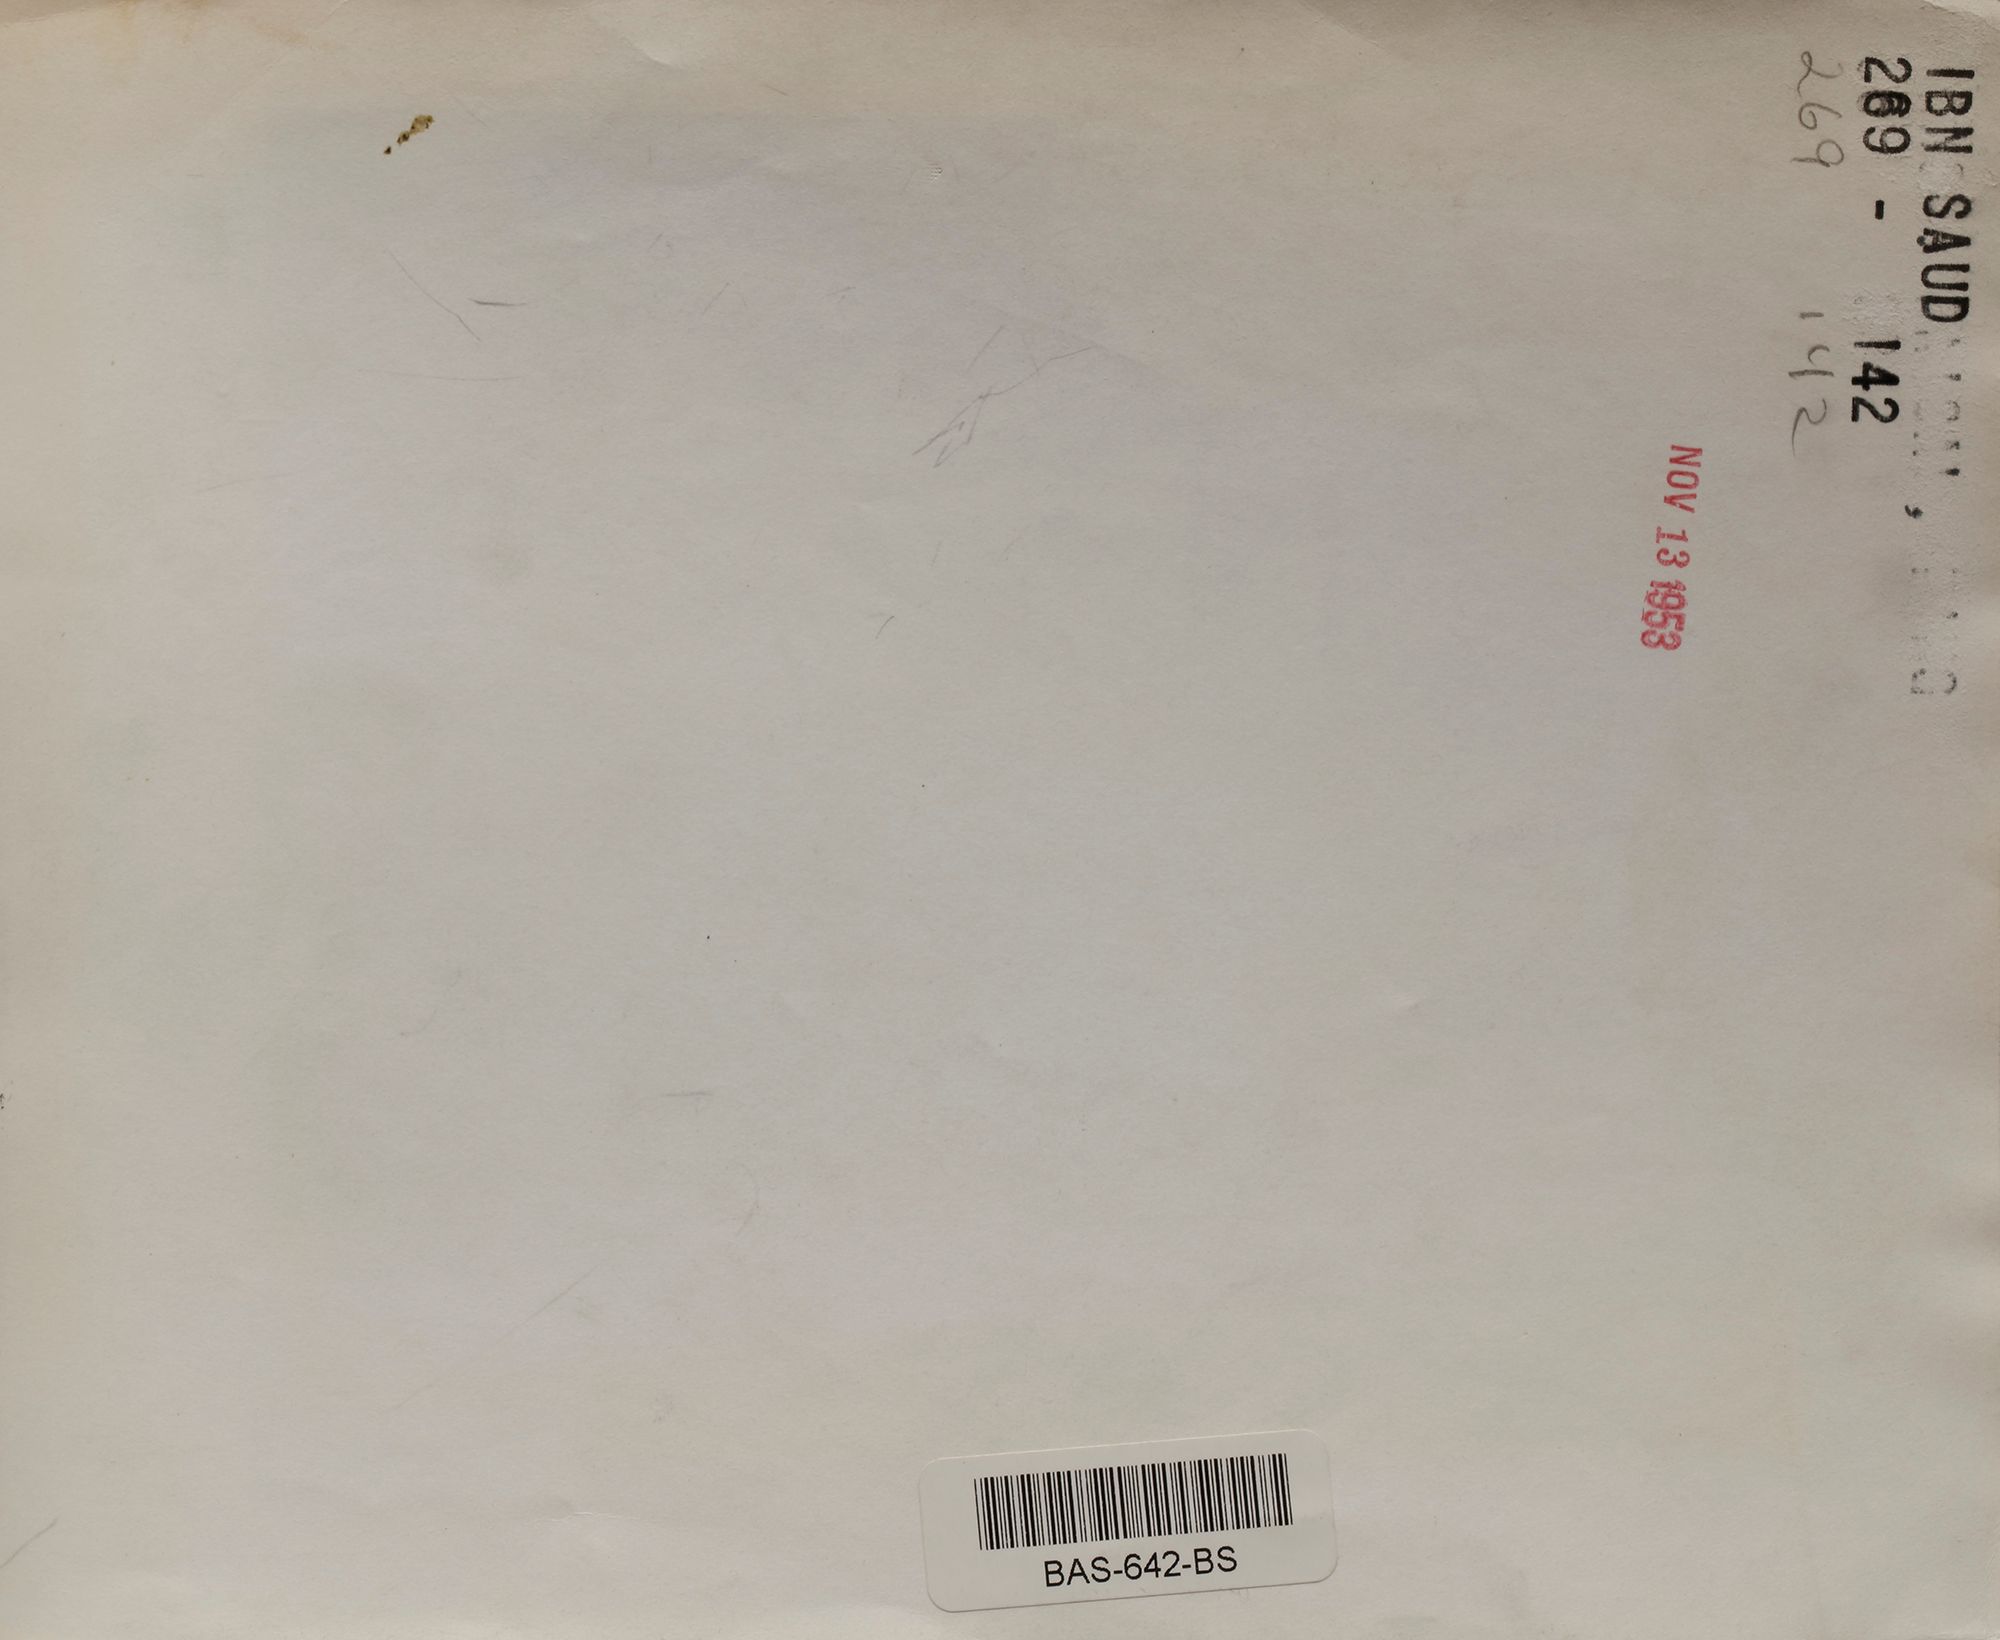 IBN SAUD
269 - 142
269 142
NOV 13 1953
BAS-642-BS